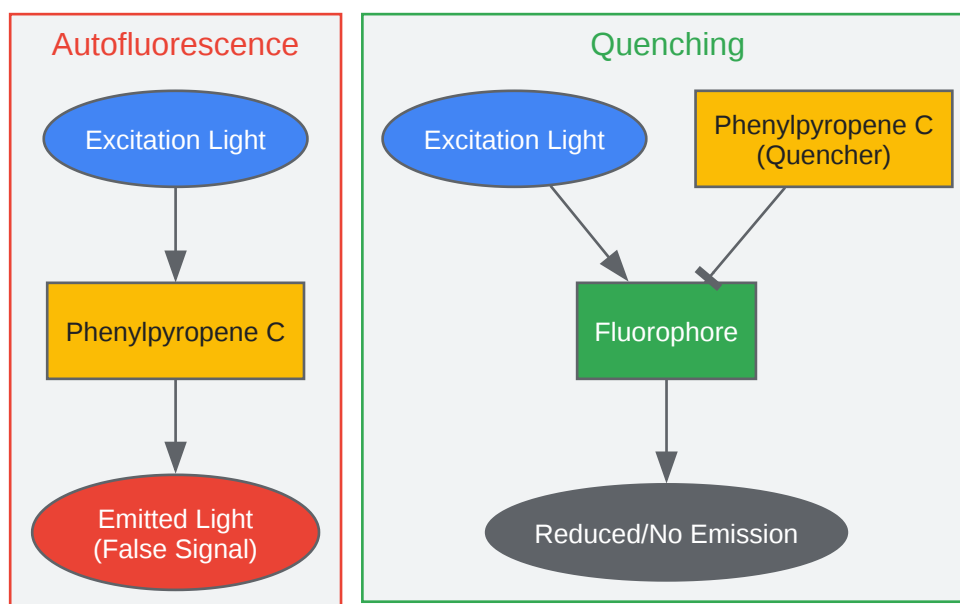 Autofluorescence
Excitation Light
Phenylpyropene C
Emitted Light
(False Signal)
Quenching
Excitation Light
Phenylpyropene C
(Quencher)
Fluorophore
Reduced/No Emission